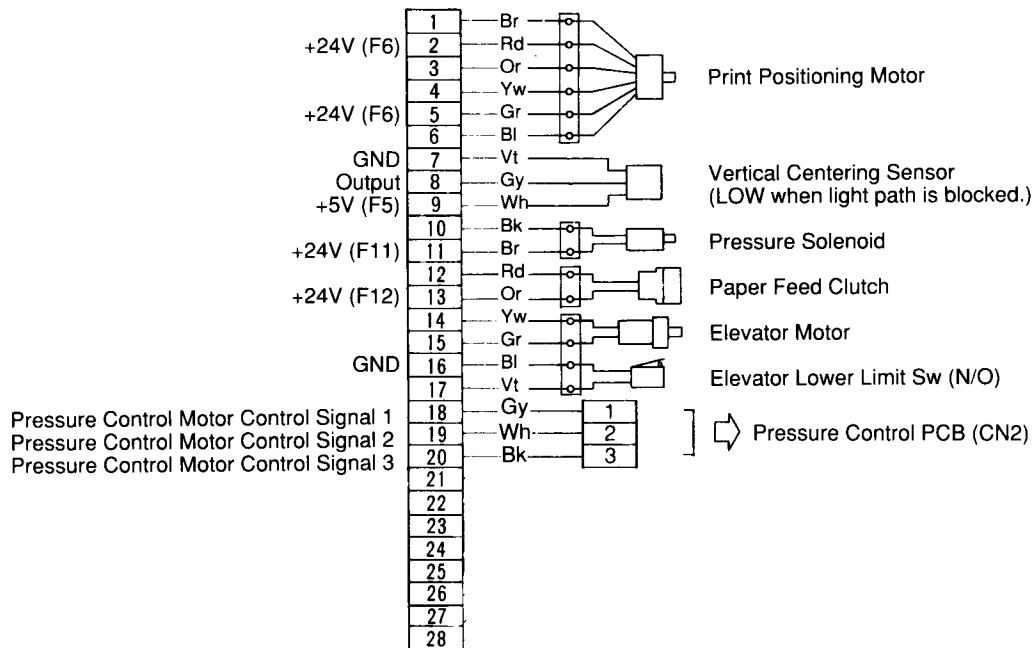 1 Br
+24V (F6) 2 Rd
3 Or
Print Positioning Motor
4 Yw
+24V (F6) 5 Gr
6 Bl
GND 7 Vt
Vertical Centering Sensor
Output 8 Gy
(LOW when light path is blocked.)
+5V (F5) 9 Wh
10 Bk
Pressure Solenoid
+24V (F11) 11 Br
12 Rd
Paper Feed Clutch
+24V (F12) 13 Or
14 Yw
Elevator Motor
15 Gr
GND 16 Bl
Elevator Lower Limit Sw (N/O)
17 Vt
Pressure Control Motor Control Signal 1 18 Gy 1
Pressure Control Motor Control Signal 2 19 Wh 2 Pressure Control PCB (CN2)
Pressure Control Motor Control Signal 3 20 Bk 3
21
22
23
24
25
26
27
28